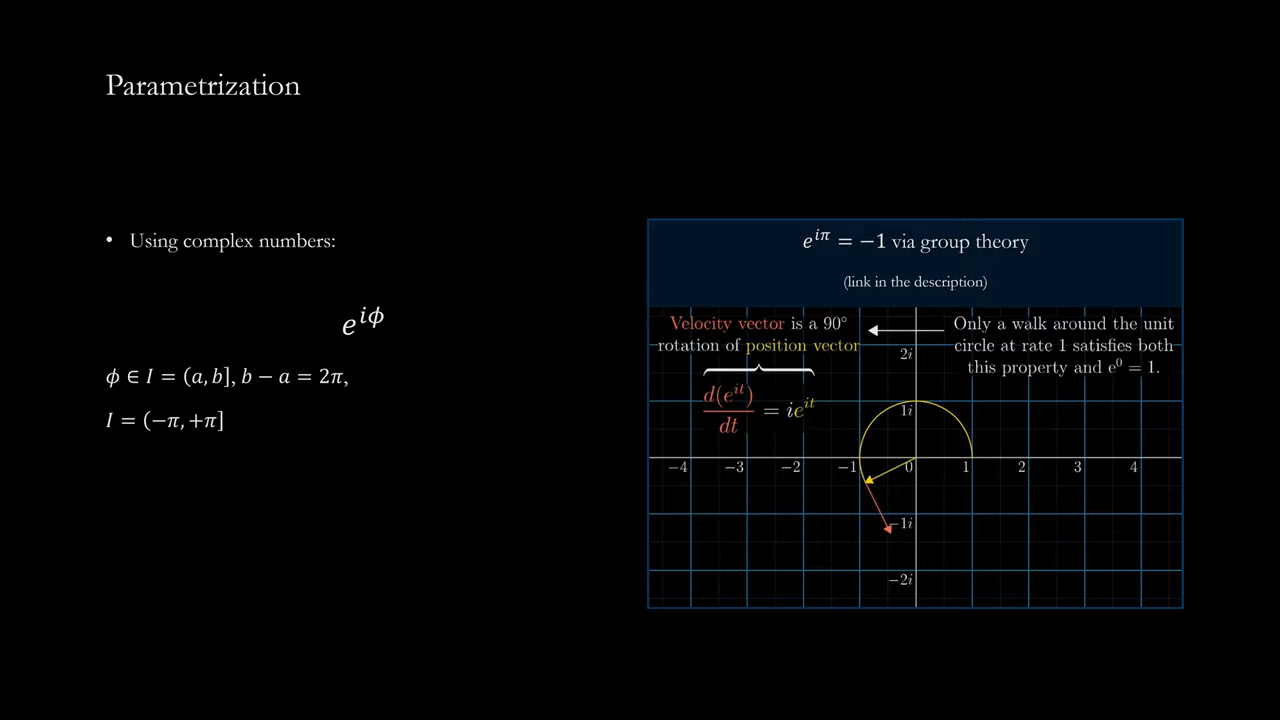 Parametrization
• Using complex numbers:
𝑒^{𝑖𝜙}
𝜙 ∈ 𝐼 = (𝑎, 𝑏], 𝑏 − 𝑎 = 2𝜋,
𝐼 = (−𝜋, +𝜋]
𝑒^{𝑖𝜋} = −1 via group theory
(link in the description)
Velocity vector is a 90°
rotation of position vector
d(e^{it})/dt = ie^{it}
Only a walk around the unit
circle at rate 1 satisfies both
this property and e^0 = 1.
2i
1i
−4 −3 −2 −1 0 1 2 3 4
−1i
−2i